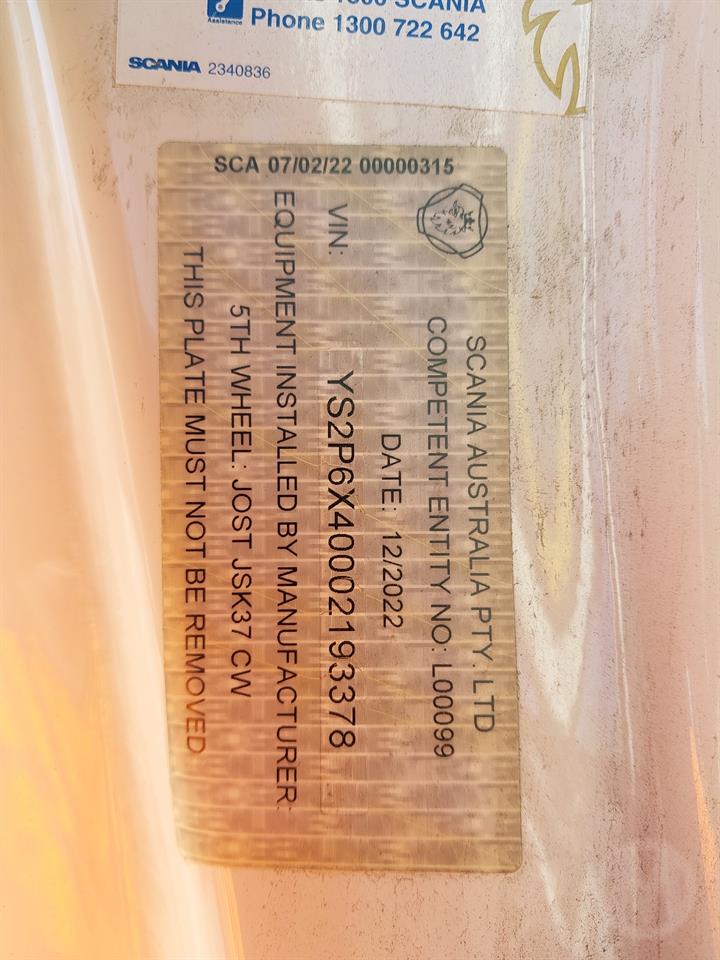 SCANIA
Assistance
Phone 1300 722 642
SCANIA 2340836
SCA 07/02/22 00000315
SCANIA AUSTRALIA PTY. LTD
COMPETENT ENTITY NO: L00099
DATE: 12/2022
VIN: YS2P6X40002193378
EQUIPMENT INSTALLED BY MANUFACTURER:
5TH WHEEL: JOST JSK37 CW
THIS PLATE MUST NOT BE REMOVED